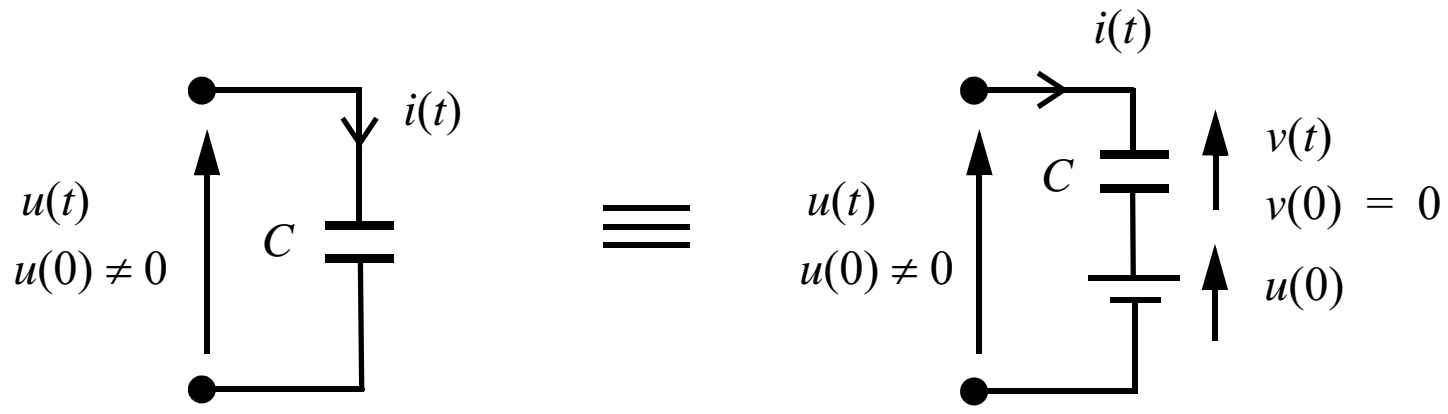 i(t)
u(t)
u(0) ≠ 0
C
i(t)
u(t)
u(0) ≠ 0
C
v(t)
v(0) = 0
u(0)